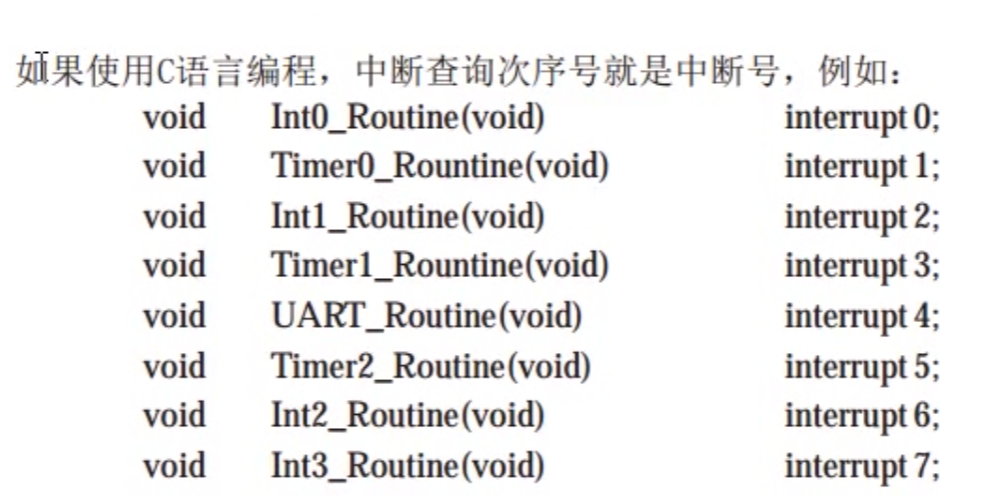 如果使用C语言编程，中断查询次序号就是中断号，例如：
void Int0_Routine(void) interrupt 0;
void Timer0_Rountine(void) interrupt 1;
void Int1_Routine(void) interrupt 2;
void Timer1_Rountine(void) interrupt 3;
void UART_Routine(void) interrupt 4;
void Timer2_Routine(void) interrupt 5;
void Int2_Routine(void) interrupt 6;
void Int3_Routine(void) interrupt 7;